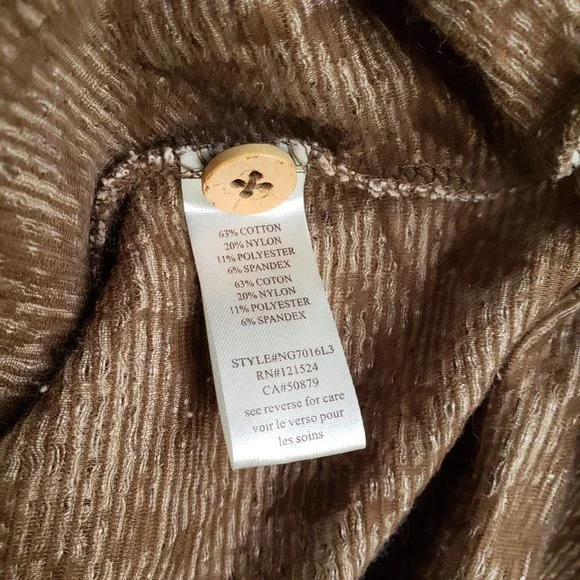 63% COTTON
20% NYLON
11% POLYESTER
6% SPANDEX
63% COTON
20% NYLON
11% POLYESTER
6% SPANDEX
STYLE#NG7016L3
RN#121524
CA#50879
see reverse for care
voir le verso pour
les soins